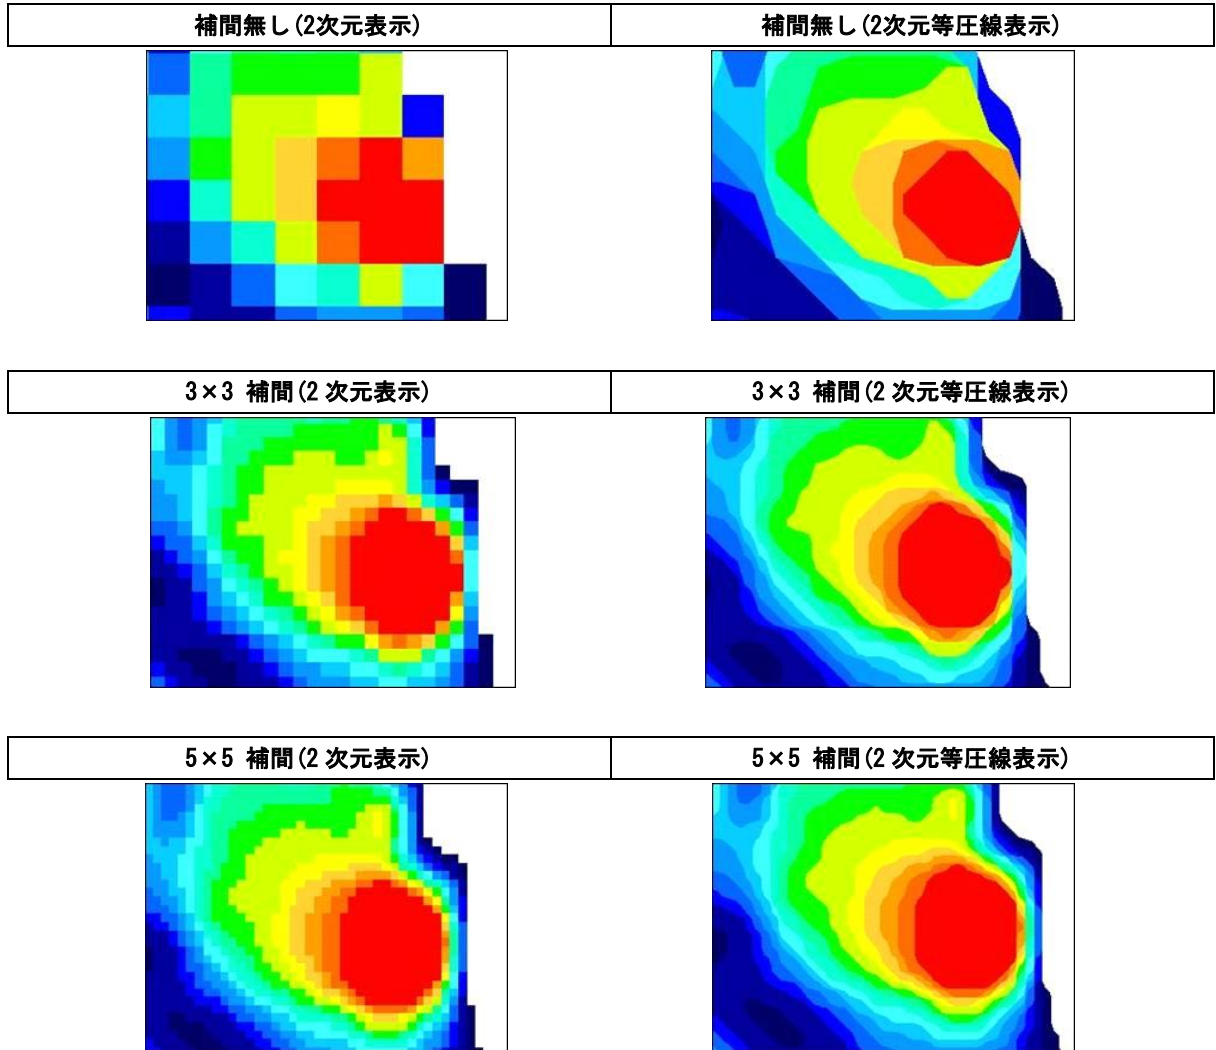 補間無し(2次元表示)
補間無し(2次元等圧線表示)
3×3 補間(2 次元表示)
3×3 補間(2 次元等圧線表示)
5×5 補間(2 次元表示)
5×5 補間(2 次元等圧線表示)